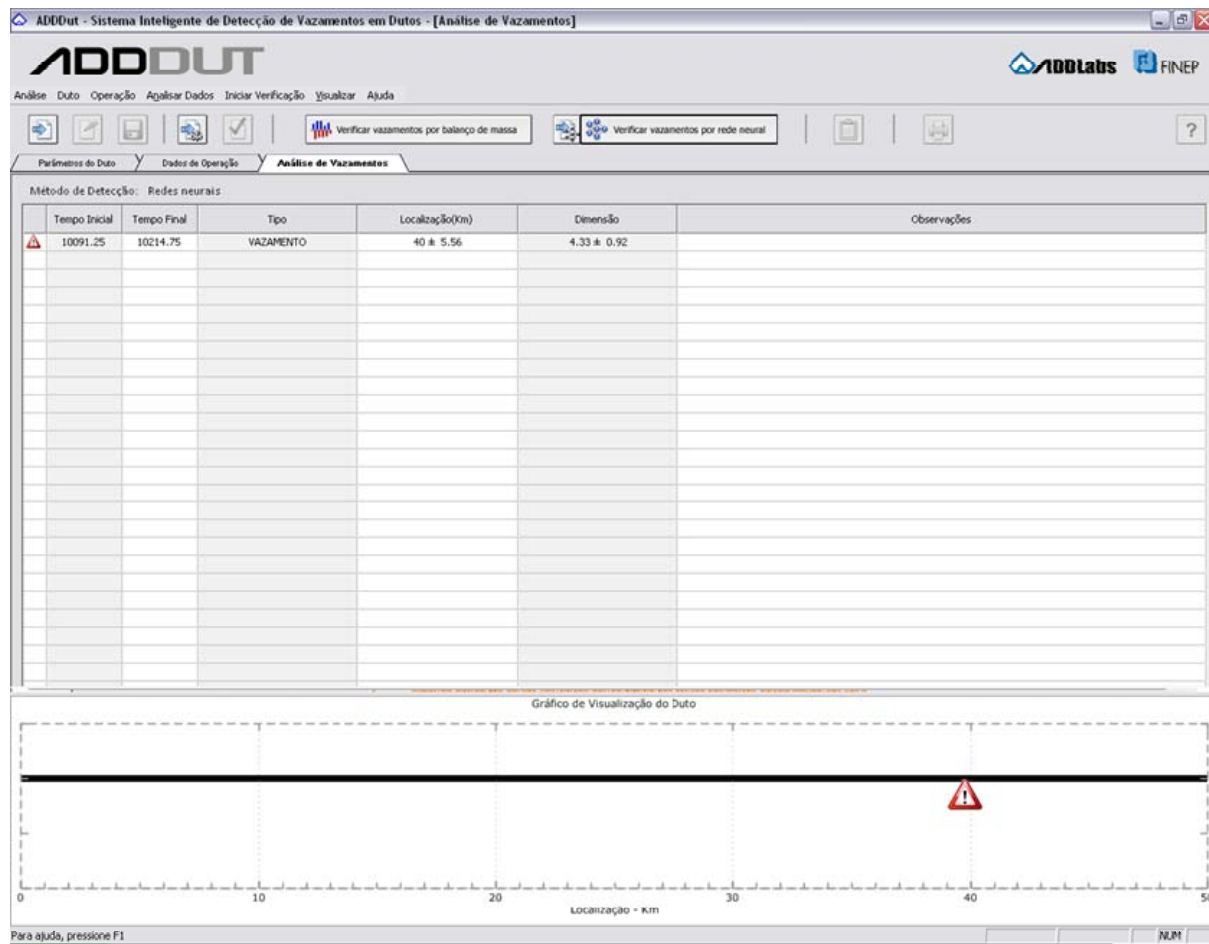 ADDDut - Sistema Inteligente de Detecção de Vazamentos em Dutos - [Análise de Vazamentos]
ADDDUT
ADDLabs FINEP
Análise Duto Operação Analisar Dados Iniciar Verificação Visualizar Ajuda
Verificar vazamentos por balanço de massa Verificar vazamentos por rede neural ?
Parâmetros do Duto Dados de Operação Análise de Vazamentos
Método de Detecção: Redes neurais
Tempo Inicial Tempo Final Tipo Localização(Km) Dimensão Observações
10091.25 10214.75 VAZAMENTO 40 ± 5.56 4.33 ± 0.92
Gráfico de Visualização do Duto
0 10 20 30 40
Localização - Km
Para ajuda, pressione F1 NUM